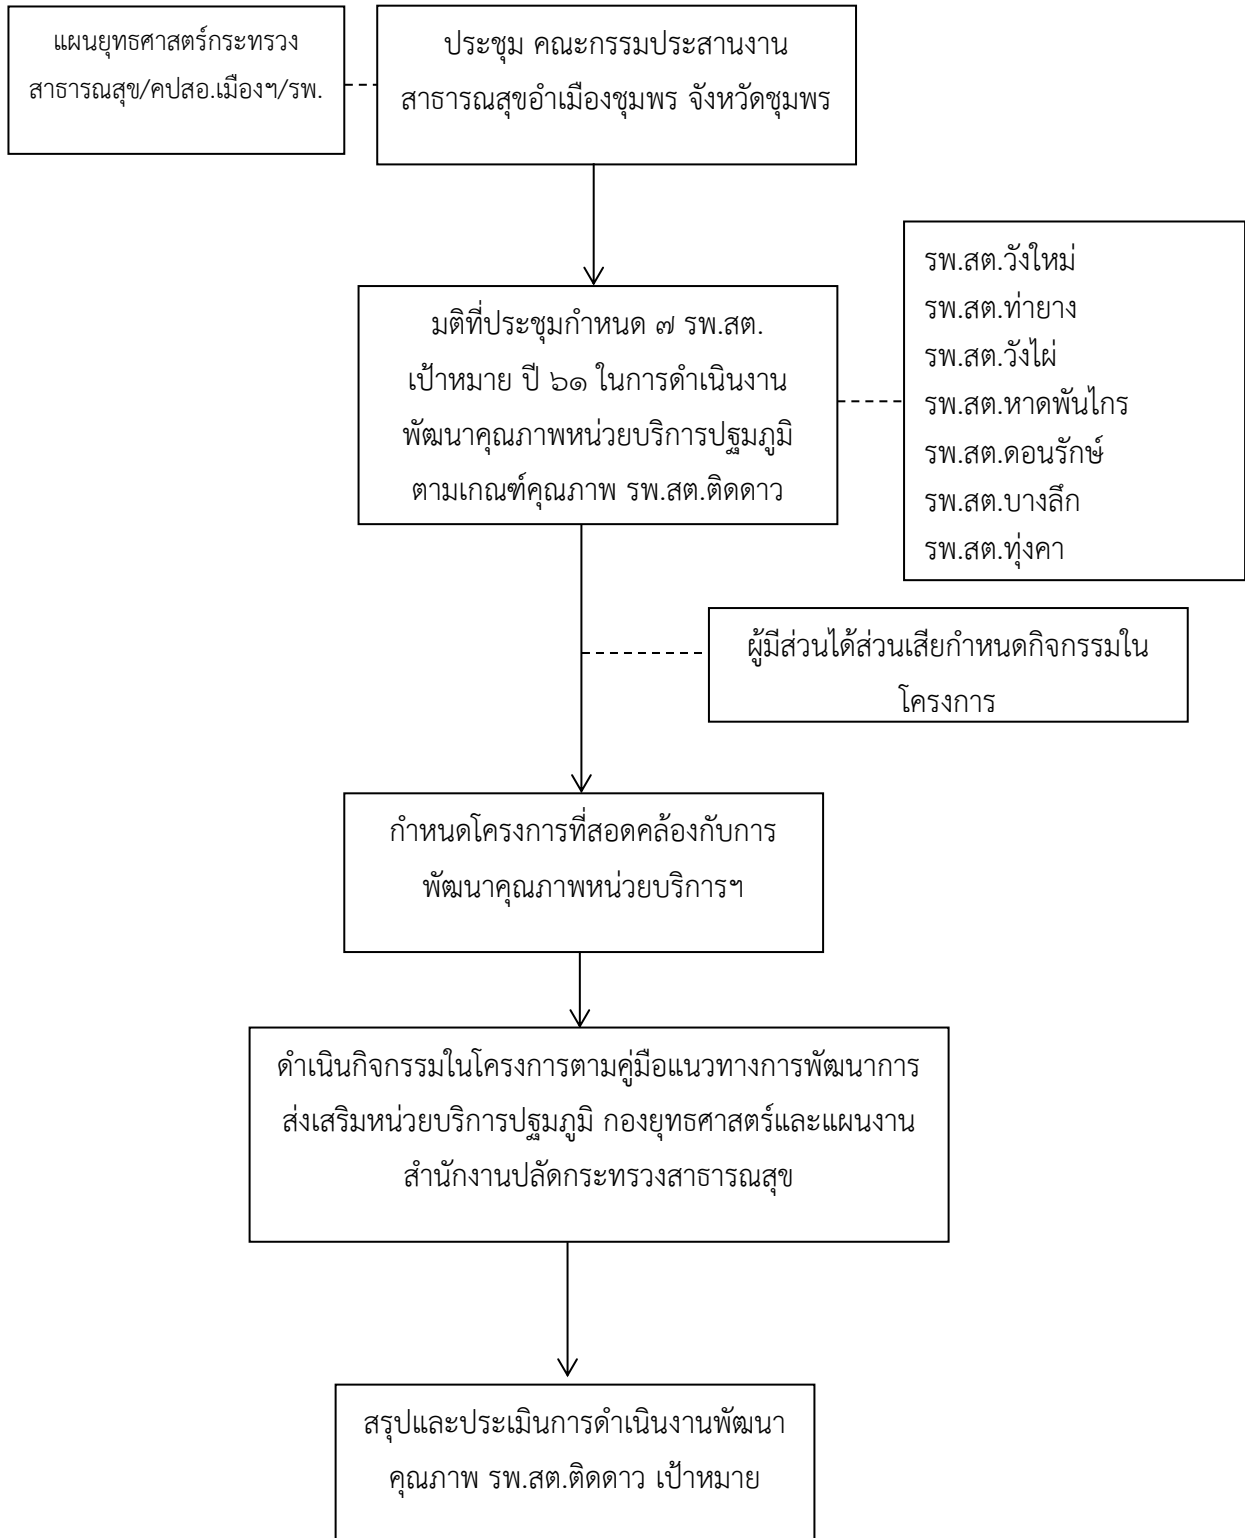 แผนยุทธศาสตร์กระทรวง
สาธารณสุข/คปสอ.เมืองฯ/รพ.
ประชุม คณะกรรมประสานงาน
สาธารณสุขอำเมืองชุมพร จังหวัดชุมพร
มติที่ประชุมกำหนด ๗ รพ.สต.
เป้าหมาย ปี ๖๑ ในการดำเนินงาน
พัฒนาคุณภาพหน่วยบริการปฐมภูมิ
ตามเกณฑ์คุณภาพ รพ.สต.ติดดาว
รพ.สต.วังใหม่
รพ.สต.ท่ายาง
รพ.สต.วังไผ่
รพ.สต.หาดพันไกร
รพ.สต.ดอนรักษ์
รพ.สต.บางลึก
รพ.สต.ทุ่งคา
ผู้มีส่วนได้ส่วนเสียกำหนดกิจกรรมใน
โครงการ
กำหนดโครงการที่สอดคล้องกับการ
พัฒนาคุณภาพหน่วยบริการฯ
ดำเนินกิจกรรมในโครงการตามคู่มือแนวทางการพัฒนาการ
ส่งเสริมหน่วยบริการปฐมภูมิ กองยุทธศาสตร์และแผนงาน
สำนักงานปลัดกระทรวงสาธารณสุข
สรุปและประเมินการดำเนินงานพัฒนา
คุณภาพ รพ.สต.ติดดาว เป้าหมาย